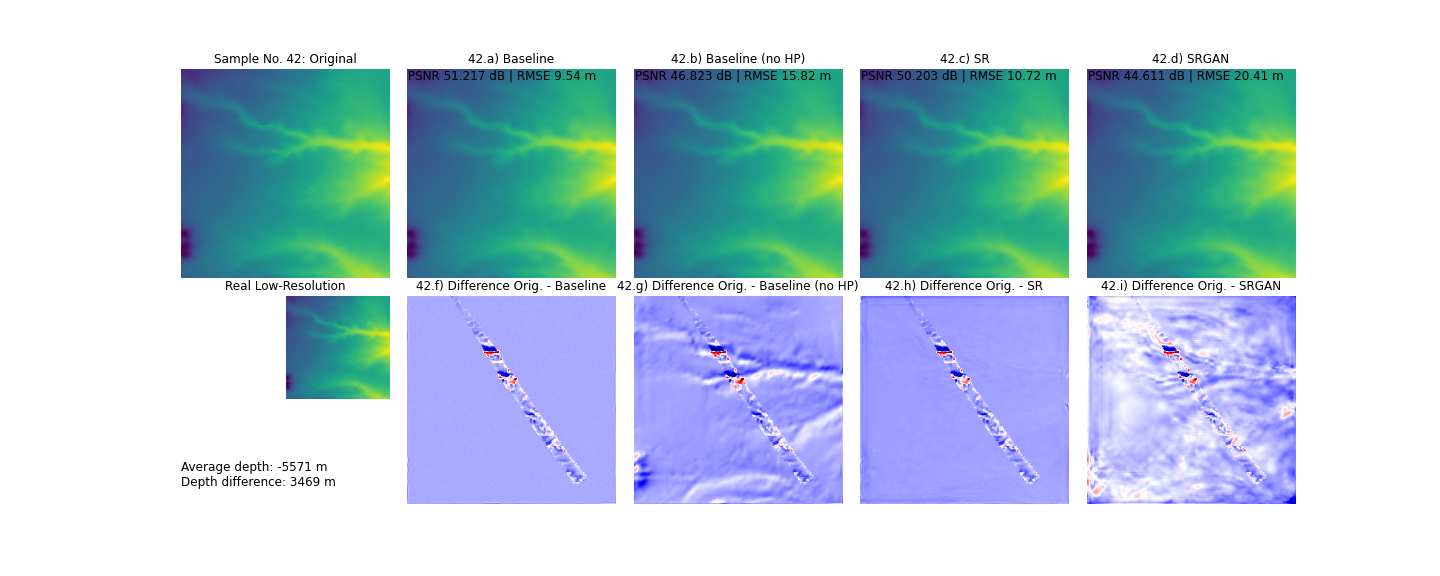 Sample No. 42: Original
42.a) Baseline
42.b) Baseline (no HP)
42.c) SR
42.d) SRGAN
PSNR 51.217 dB | RMSE 9.54 m
PSNR 46.823 dB | RMSE 15.82 m
PSNR 50.203 dB | RMSE 10.72 m
PSNR 44.611 dB | RMSE 20.41 m
Real Low-Resolution
42.f) Difference Orig. - Baseline
42.g) Difference Orig. - Baseline (no HP)
42.h) Difference Orig. - SR
42.i) Difference Orig. - SRGAN
Average depth: -5571 m
Depth difference: 3469 m